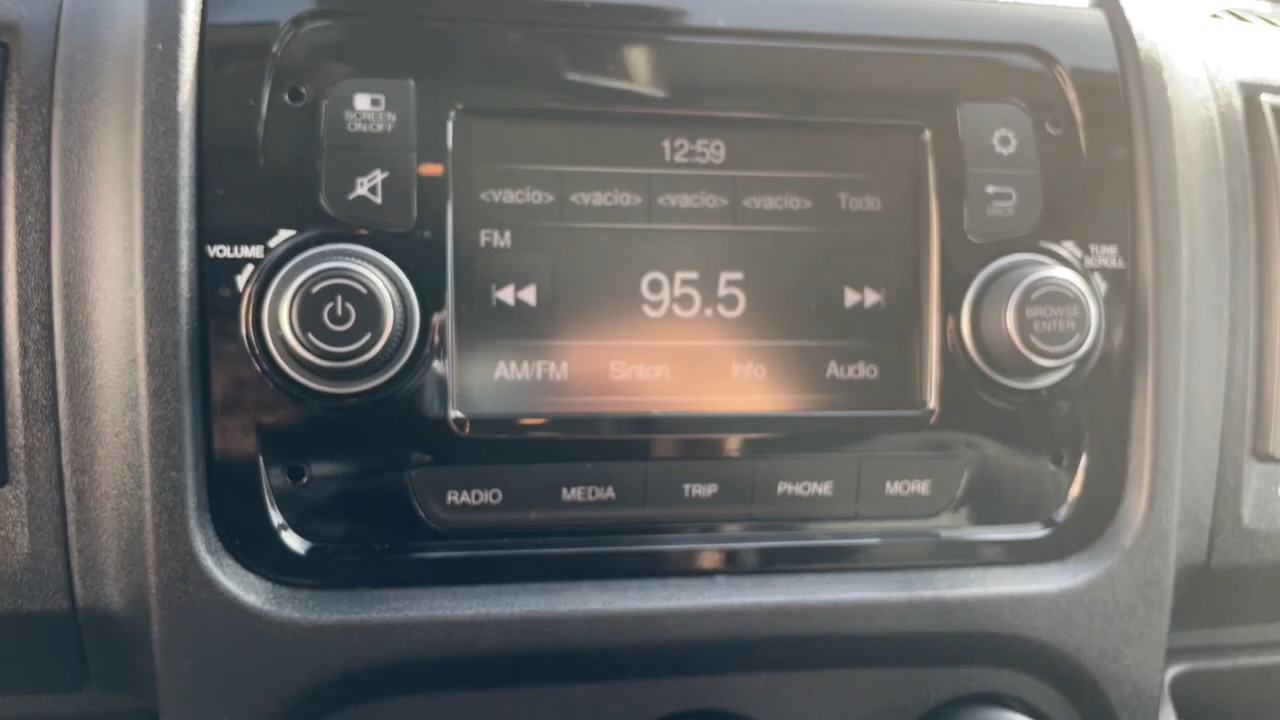 SCREEN
ON/OFF
12:59
<vacío> <vacío> <vacío> <vacío> Todo
BACK
VOLUME
TUNE
SCROLL
FM
95.5
BROWSE
ENTER
AM/FM Sinton. Info Audio
RADIO MEDIA TRIP PHONE MORE